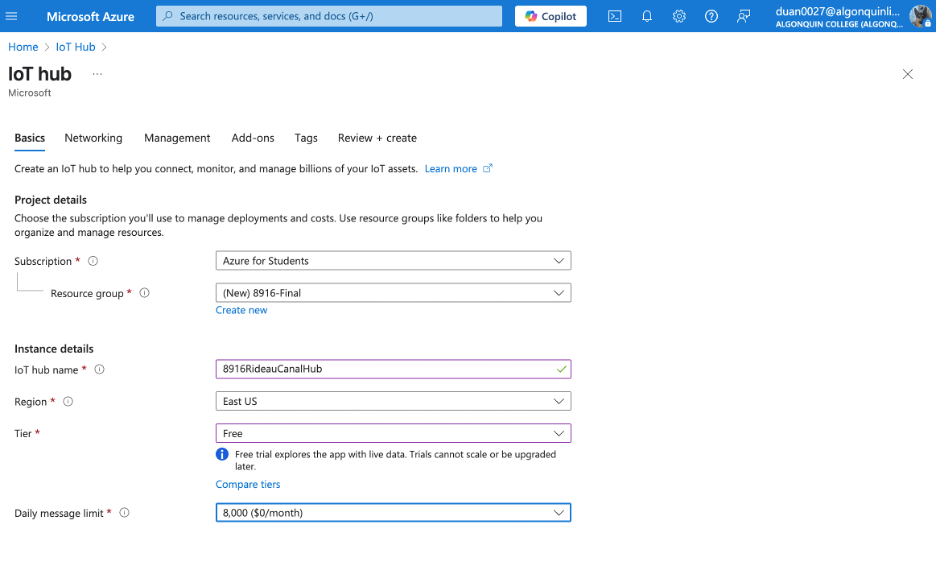 Microsoft Azure
Search resources, services, and docs (G+/)
Copilot
duan0027@algonquinli...
ALGONQUIN COLLEGE (ALGONQ...
Home > IoT Hub >
IoT hub ...
Microsoft
Basics Networking Management Add-ons Tags Review + create
Create an IoT hub to help you connect, monitor, and manage billions of your IoT assets. Learn more
Project details
Choose the subscription you'll use to manage deployments and costs. Use resource groups like folders to help you
organize and manage resources.
Subscription * Azure for Students
Resource group * (New) 8916-Final
Create new
Instance details
IoT hub name * 8916RideauCanalHub
Region * East US
Tier * Free
Free trial explores the app with live data. Trials cannot scale or be upgraded
later.
Compare tiers
Daily message limit * 8,000 ($0/month)